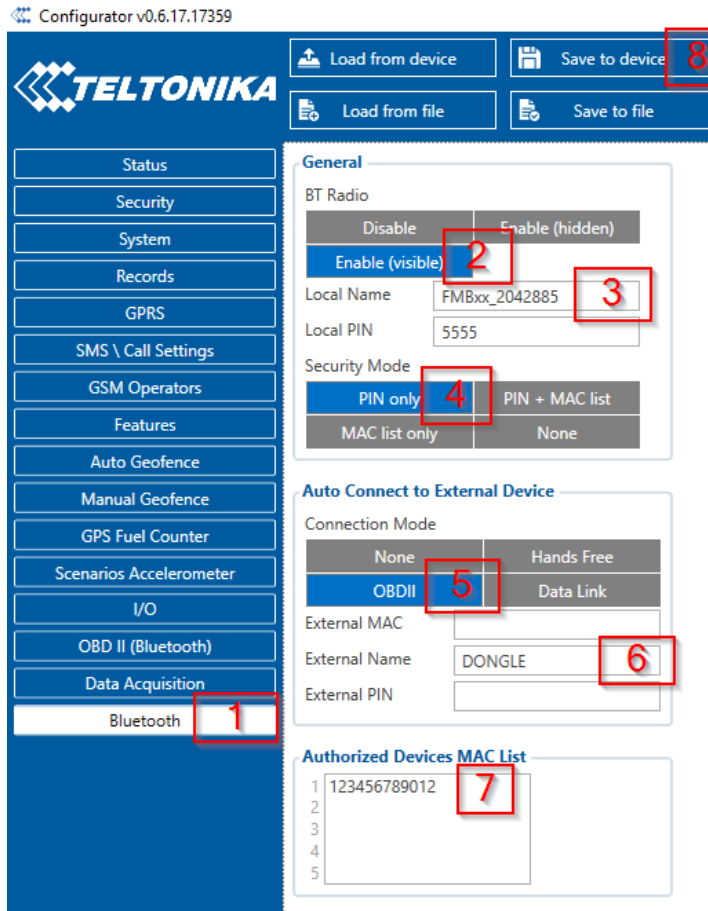 Configurator v0.6.17.17359
TELTONIKA
Load from device
Save to device
8
Load from file
Save to file
Status
Security
System
Records
GPRS
SMS \ Call Settings
GSM Operators
Features
Auto Geofence
Manual Geofence
GPS Fuel Counter
Scenarios Accelerometer
I/O
OBD II (Bluetooth)
Data Acquisition
Bluetooth
1
General
BT Radio
Disable
Enable (hidden)
Enable (visible)
2
Local Name
FMBxx_2042885
3
Local PIN
5555
Security Mode
PIN only
4
PIN + MAC list
MAC list only
None
Auto Connect to External Device
Connection Mode
None
Hands Free
OBDII
5
Data Link
External MAC
External Name
DONGLE
6
External PIN
Authorized Devices MAC List
1 123456789012
7
2
3
4
5